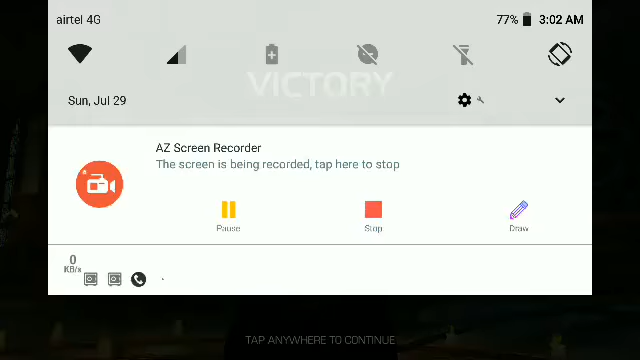 airtel 4G 77% 3:02 AM
VICTORY
Sun, Jul 29
AZ Screen Recorder
The screen is being recorded, tap here to stop
Pause Stop Draw
0
KB/s
TAP ANYWHERE TO CONTINUE